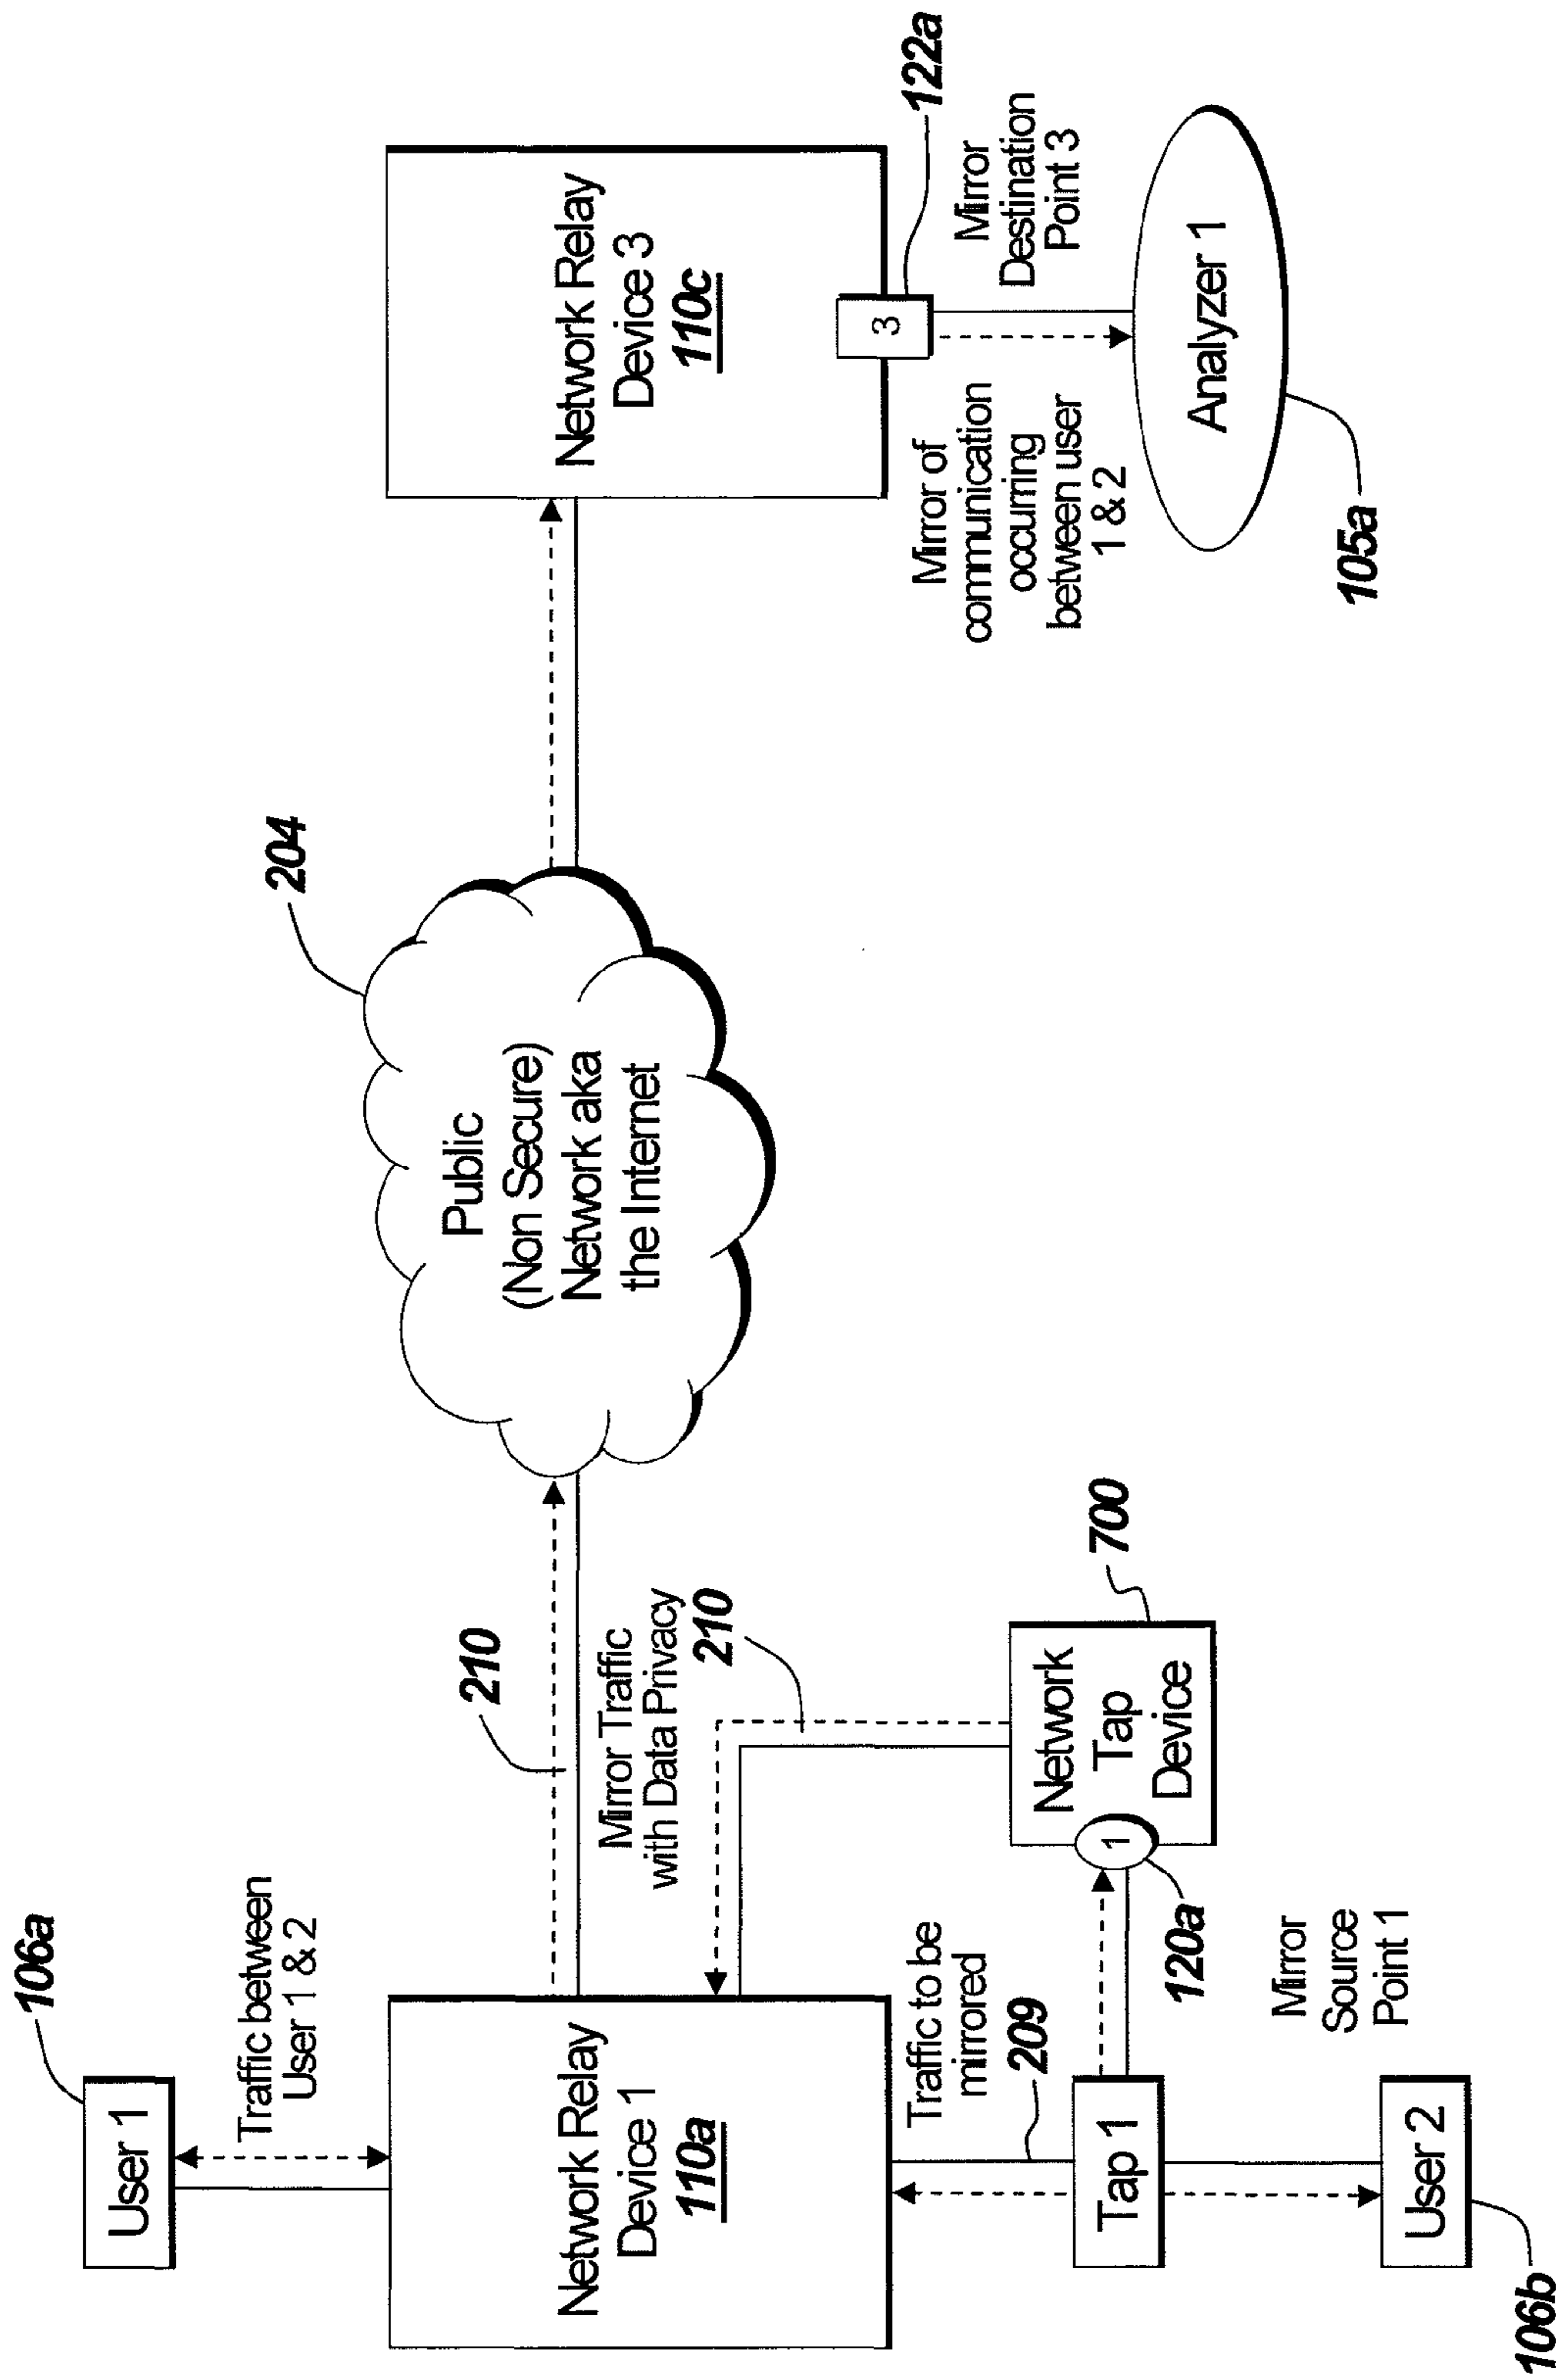 106a
User 1
Traffic between
User 1 & 2
Network Relay
Device 1
110a
210
Mirror Traffic
with Data Privacy
210
204
Public
(Non Secure)
Network aka
the Internet
Network Relay
Device 3
110c
3
122a
Mirror
Destination
Point 3
Mirror of
communication
occurring
between user
1 & 2
Analyzer 1
105a
Traffic to be
mirrored
209
Tap 1
1
120a
Network
Tap
Device
700
Mirror
Source
Point 1
User 2
106b